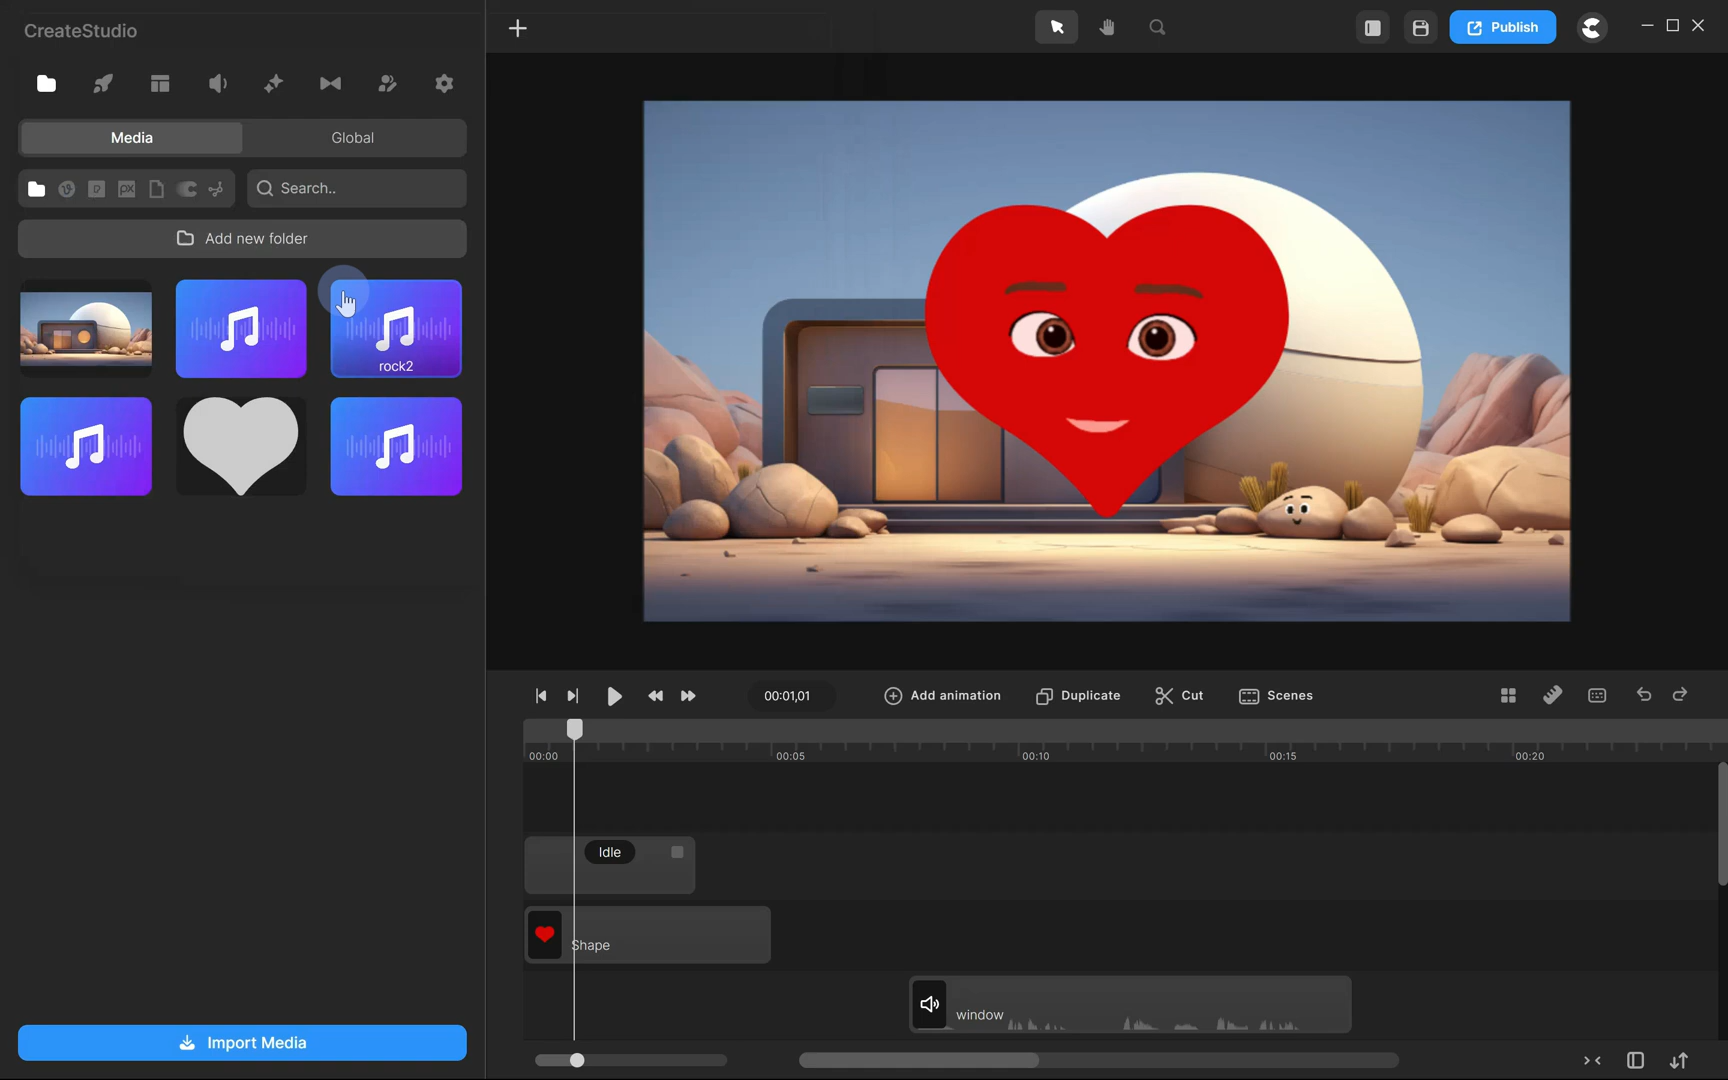 CreateStudio
Publish
Media
Global
Search..
Add new folder
rock2
00:01,01
Add animation
Duplicate
Cut
Scenes
00:00
00:05
00:10
00:15
00:20
Idle
Shape
window
Import Media